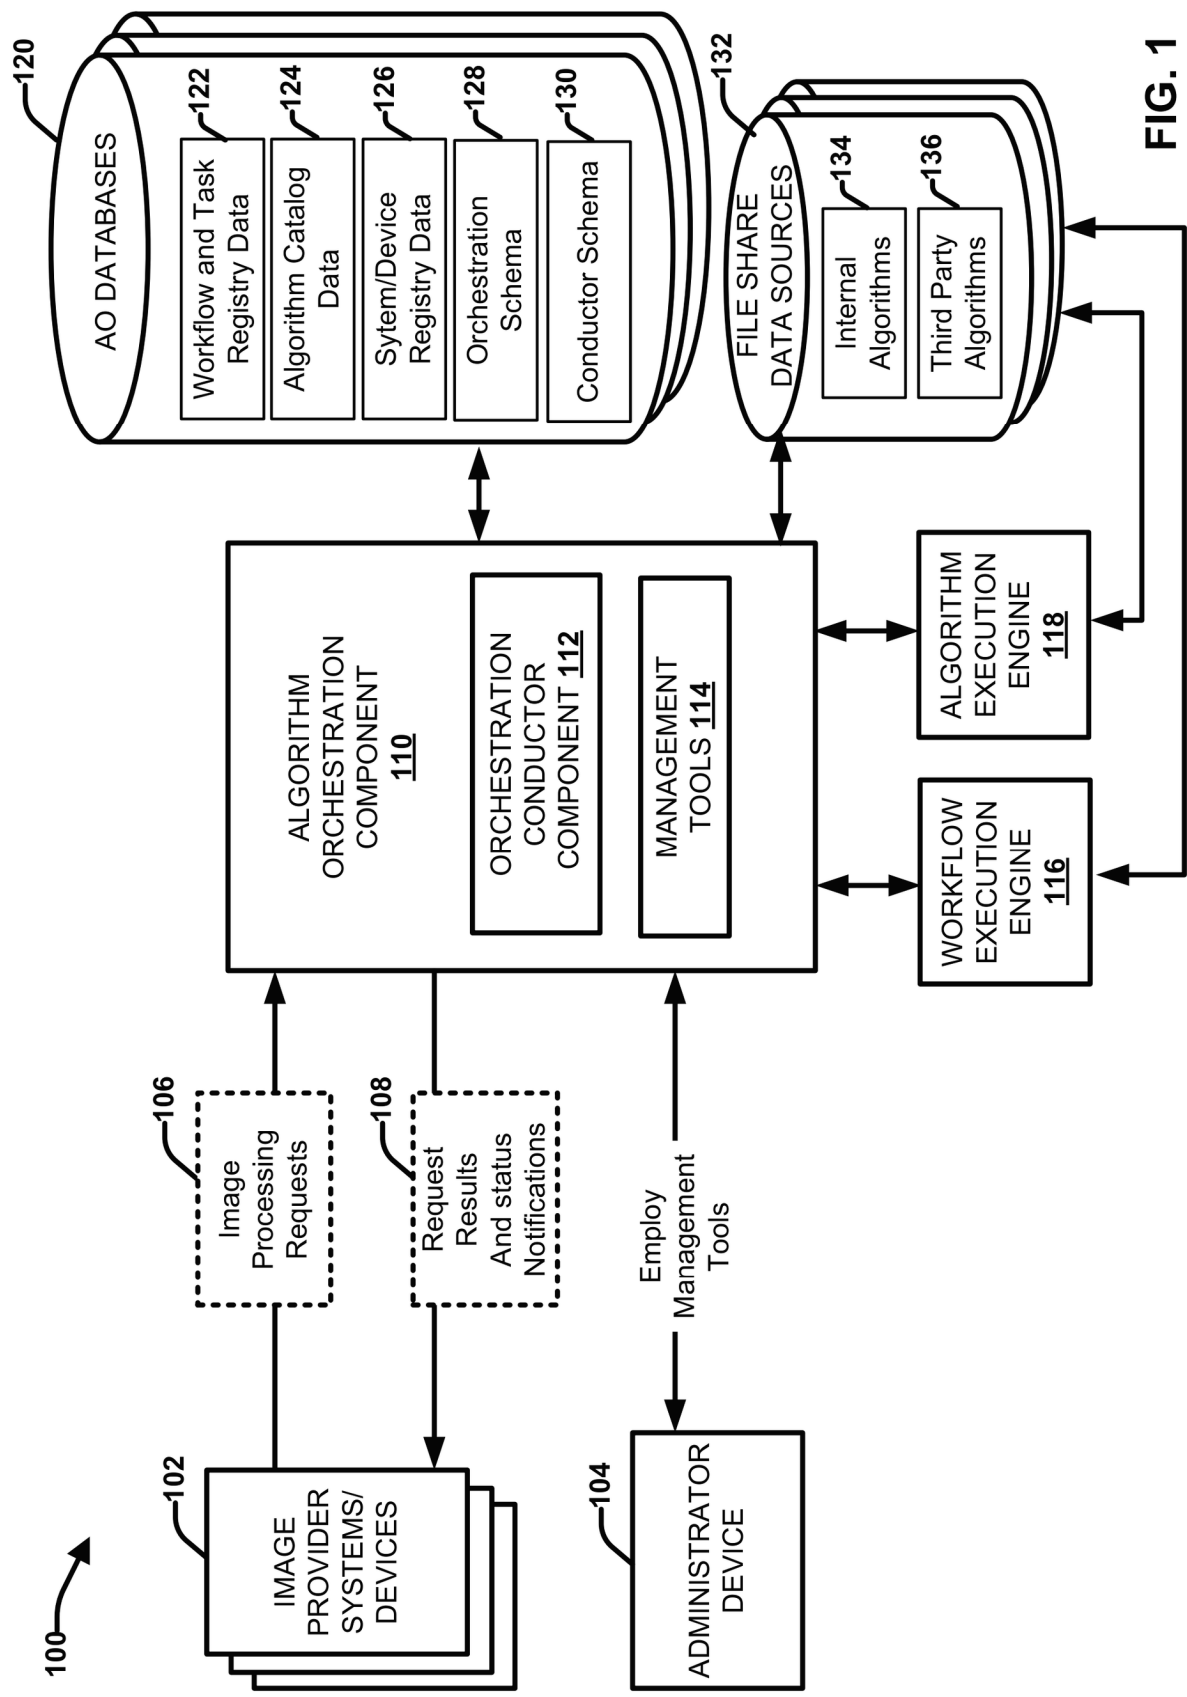 100
102
IMAGE
PROVIDER
SYSTEMS/
DEVICES
104
ADMINISTRATOR
DEVICE
106
Image
Processing
Requests
108
Request
Results
And status
Notifications
Employ
Management
Tools
ALGORITHM
ORCHESTRATION
COMPONENT
110
ORCHESTRATION
CONDUCTOR
COMPONENT 112
MANAGEMENT
TOOLS 114
WORKFLOW
EXECUTION
ENGINE
116
ALGORITHM
EXECUTION
ENGINE
118
120
AO DATABASES
122
Workflow and Task
Registry Data
124
Algorithm Catalog
Data
126
Sytem/Device
Registry Data
128
Orchestration
Schema
130
Conductor Schema
132
FILE SHARE
DATA SOURCES
134
Internal
Algorithms
136
Third Party
Algorithms
FIG. 1